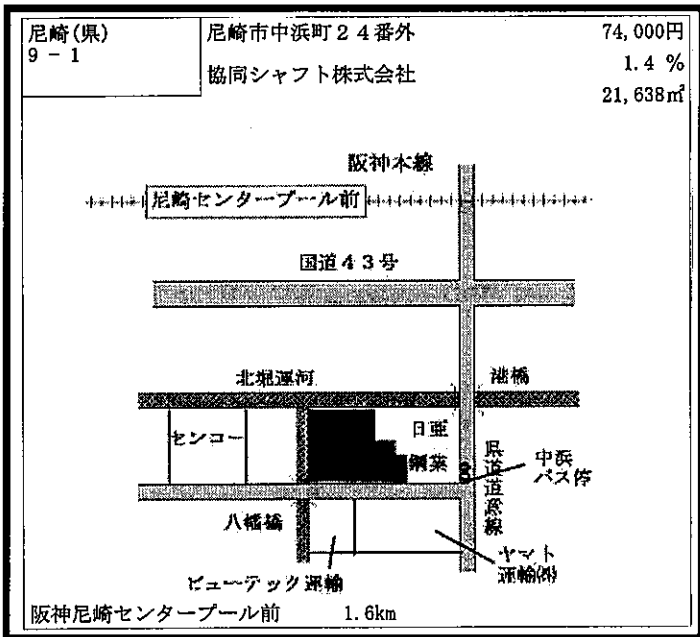 尼崎(県)
9－1
尼崎市中浜町２４番外
74,000円
協同シャフト株式会社
1.4 %
21,638㎡
阪神本線
尼崎センタープール前
国道４３号
北堀運河
港橋
センコー
日亜
鋼業
県道道意線
中浜
バス停
八幡橋
ビューテック運輸
ヤマト
運輸㈱
阪神尼崎センタープール前
1.6km